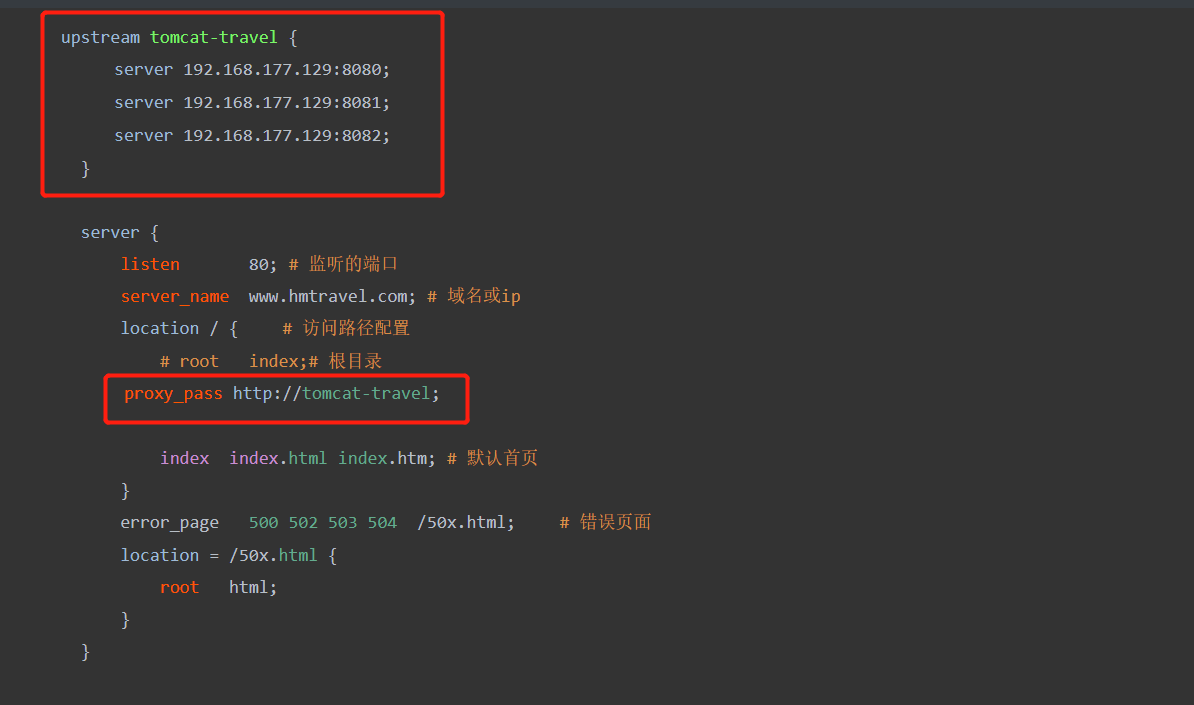 upstream tomcat-travel {
server 192.168.177.129:8080;
server 192.168.177.129:8081;
server 192.168.177.129:8082;
}
server {
listen 80; # 监听的端口
server_name www.hmtravel.com; # 域名或ip
location / { # 访问路径配置
# root index;# 根目录
proxy_pass http://tomcat-travel;
index index.html index.htm; # 默认首页
}
error_page 500 502 503 504 /50x.html; # 错误页面
location = /50x.html {
root html;
}
}